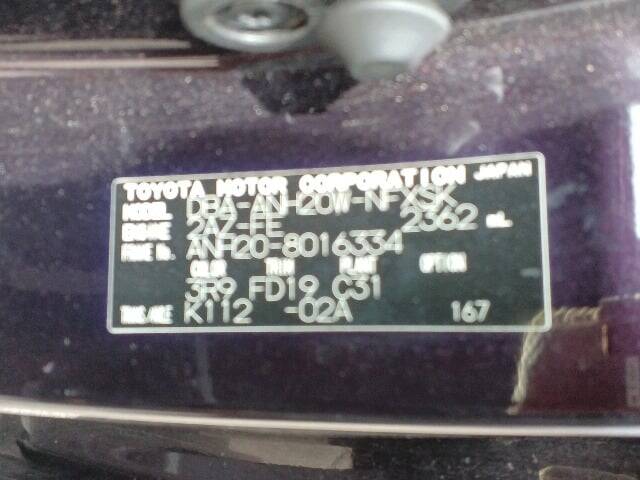 TOYOTA MOTOR CORPORATION JAPAN
MODEL DBA-ANH20W-NFXSK
ENGINE 2AZ-FE 2362 mL
FRAME No. ANH20-8016334
COLOR TRIM PLANT OPTION
3R9 FD19 C31
TRANS/AXLE K112 -02A 167